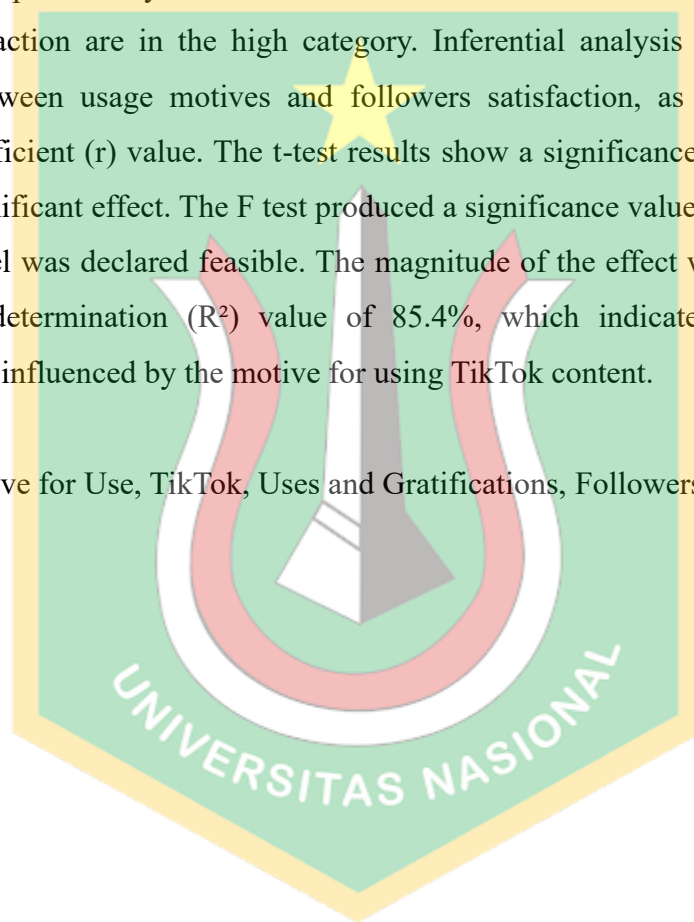 action are in the high category. Inferential analysis
ween usage motives and followers satisfaction, as
ficient (r) value. The t-test results show a significance
nificant effect. The F test produced a significance value
el was declared feasible. The magnitude of the effect w
determination (R²) value of 85.4%, which indicate
influenced by the motive for using TikTok content.
ve for Use, TikTok, Uses and Gratifications, Followers
UNIVERSITAS NASIONAL